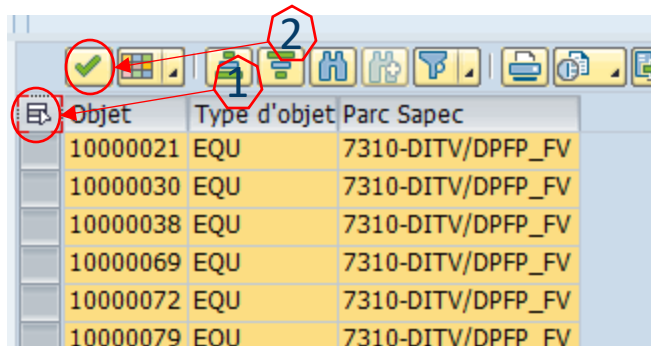 2
1
Objet Type d'objet Parc Sapec
10000021 EQU 7310-DITV/DPFP_FV
10000030 EQU 7310-DITV/DPFP_FV
10000038 EQU 7310-DITV/DPFP_FV
10000069 EQU 7310-DITV/DPFP_FV
10000072 EQU 7310-DITV/DPFP_FV
10000079 EQU 7310-DITV/DPFP_FV